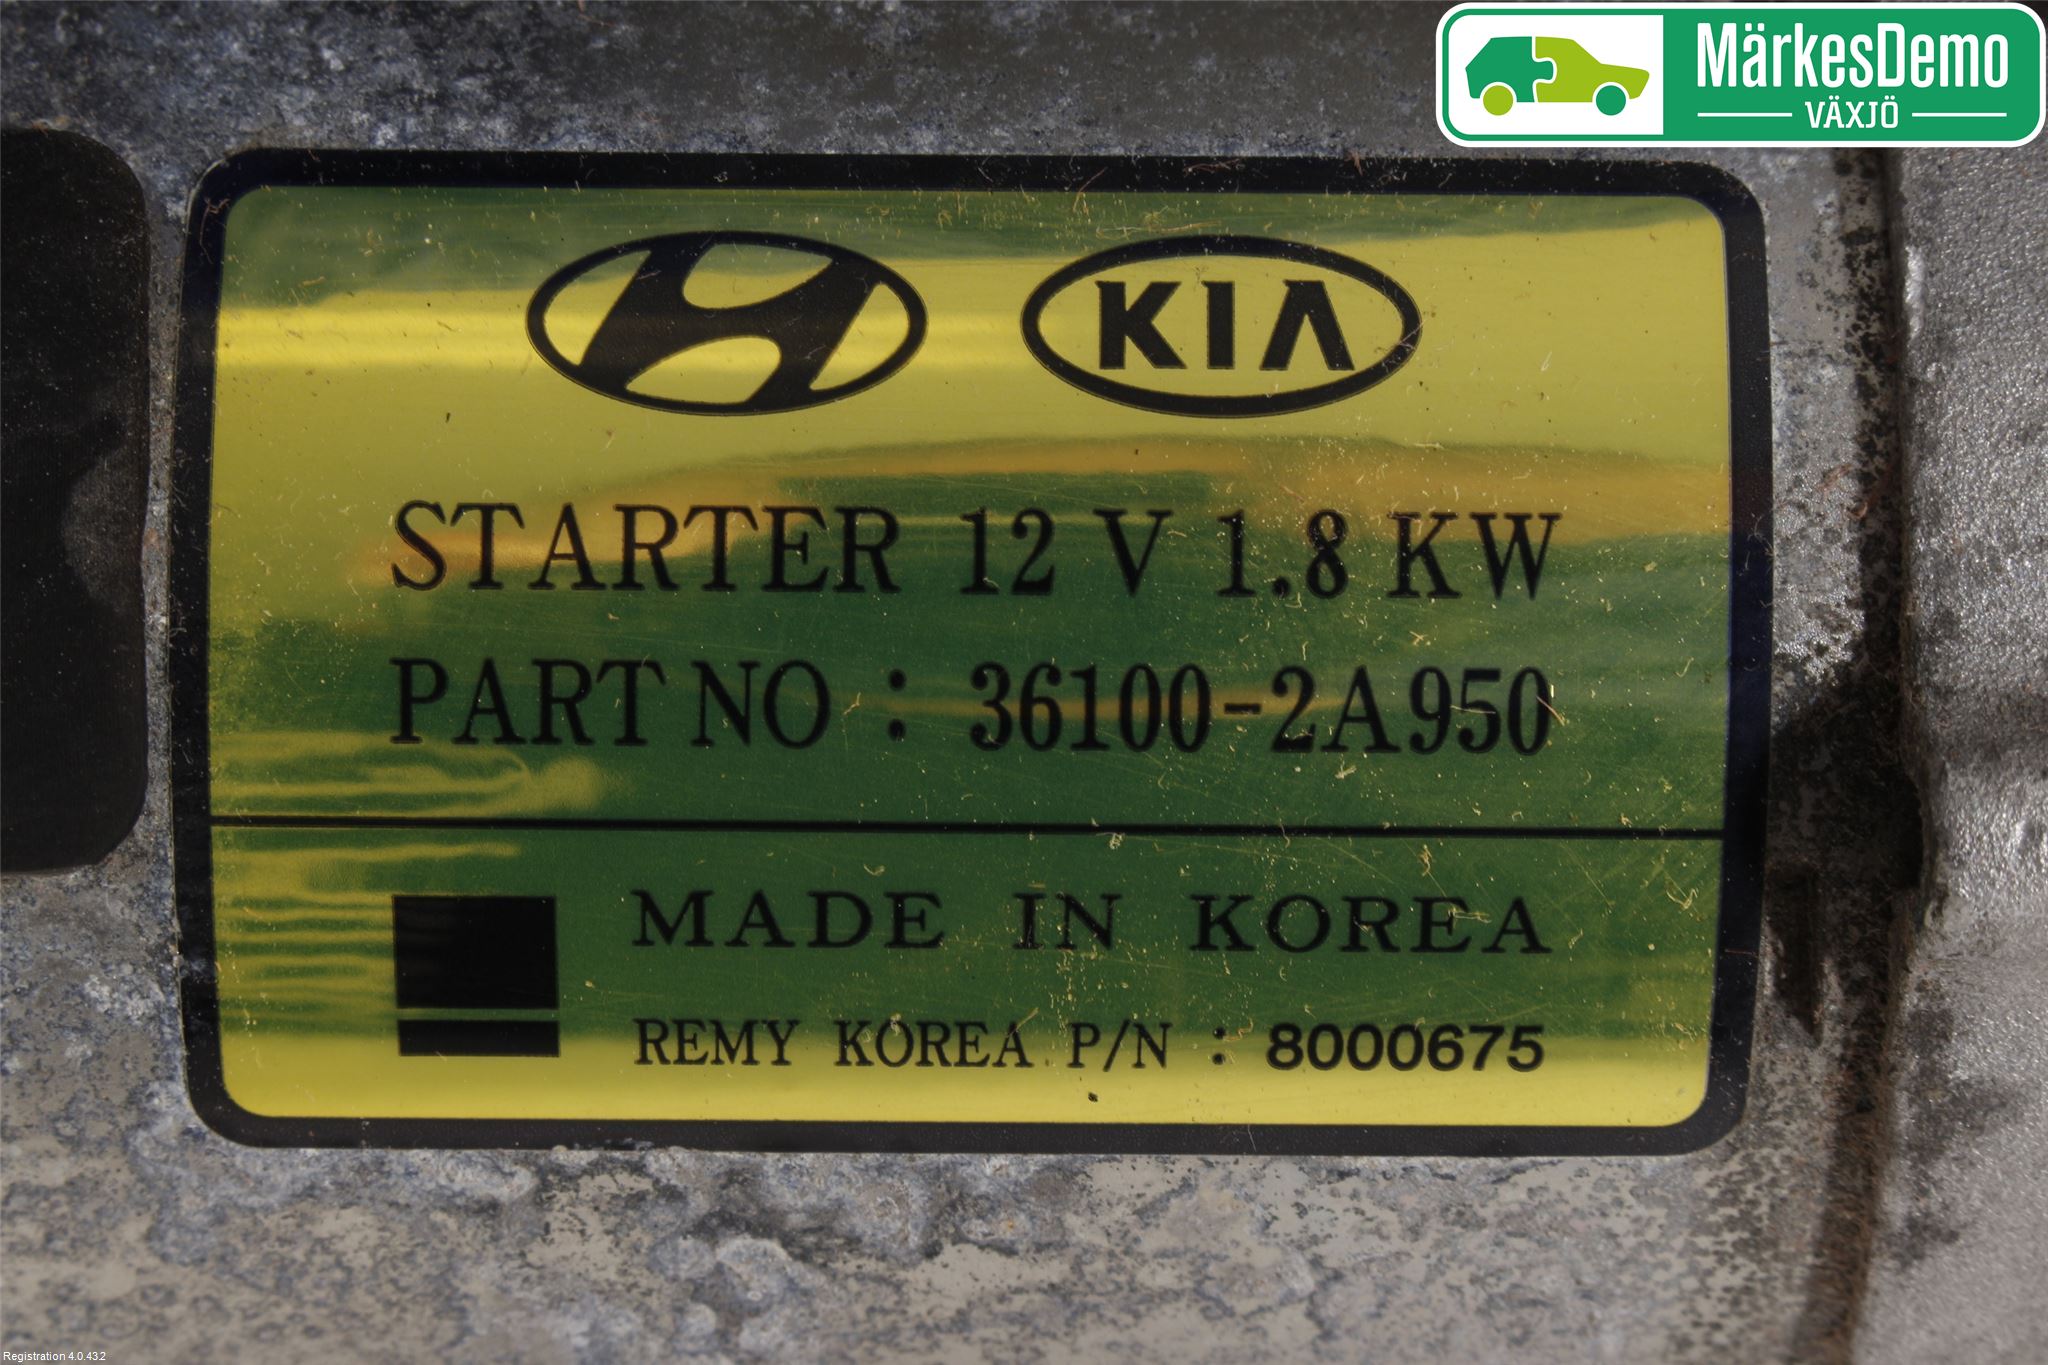 MärkesDemo
VÄXJÖ
KIA
STARTER 12 V 1.8 KW
PART NO : 36100-2A950
MADE IN KOREA
REMY KOREA P/N : 8000675
Registration 4.0.432